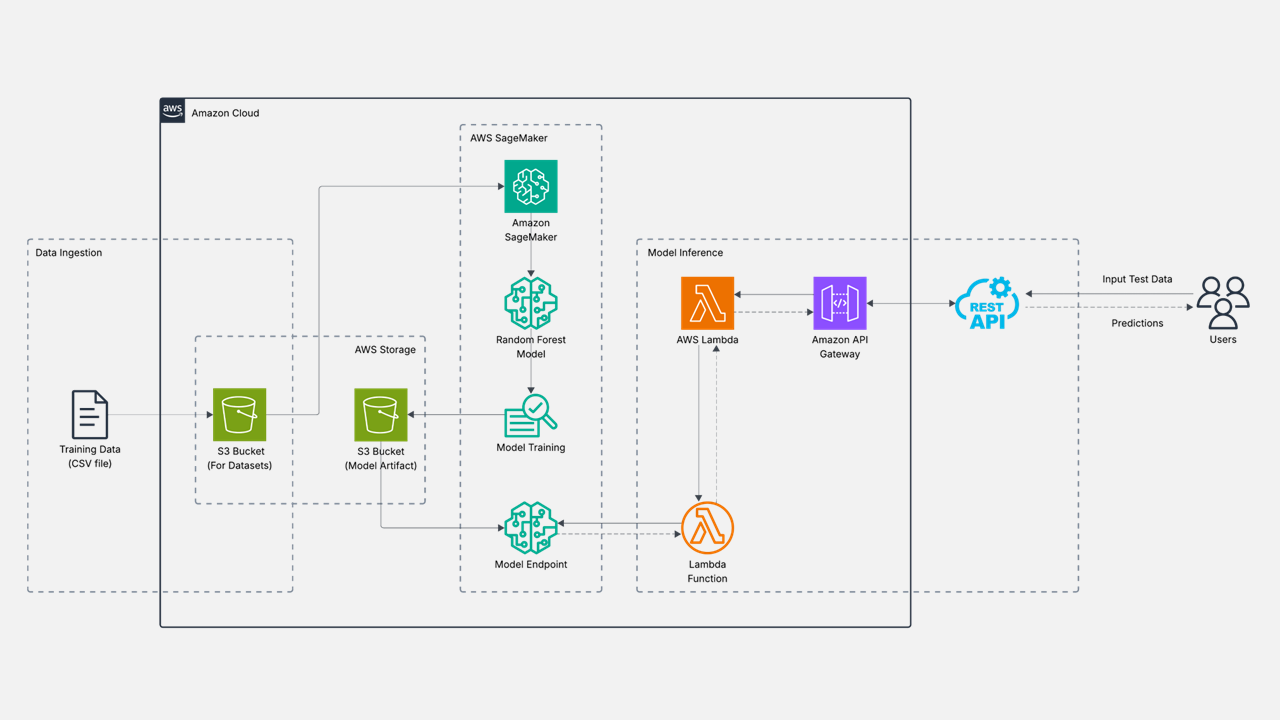 aws
Amazon Cloud
AWS SageMaker
Amazon
SageMaker
Data Ingestion
Model Inference
Input Test Data
REST
API
Predictions
Random Forest
Model
AWS Lambda
Amazon API
Gateway
Users
AWS Storage
Training Data
(CSV file)
S3 Bucket
(For Datasets)
S3 Bucket
(Model Artifact)
Model Training
Model Endpoint
Lambda
Function